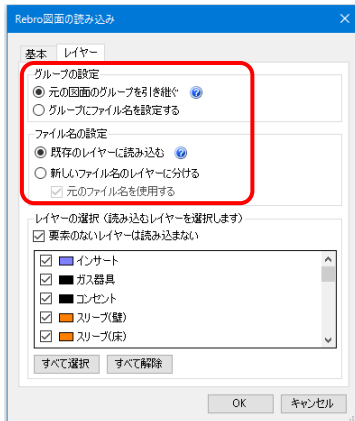 Rebro図面の読み込み
基本 レイヤー
グループの設定
元の図面のグループを引き継ぐ
グループにファイル名を設定する
ファイル名の設定
既存のレイヤーに読み込む
新しいファイル名のレイヤーに分ける
元のファイル名を使用する
レイヤーの選択（読み込むレイヤーを選択します）
要素のないレイヤーは読み込まない
インサート
ガス器具
コンセント
スリーブ(壁)
スリーブ(床)
すべて選択 すべて解除
OK キャンセル